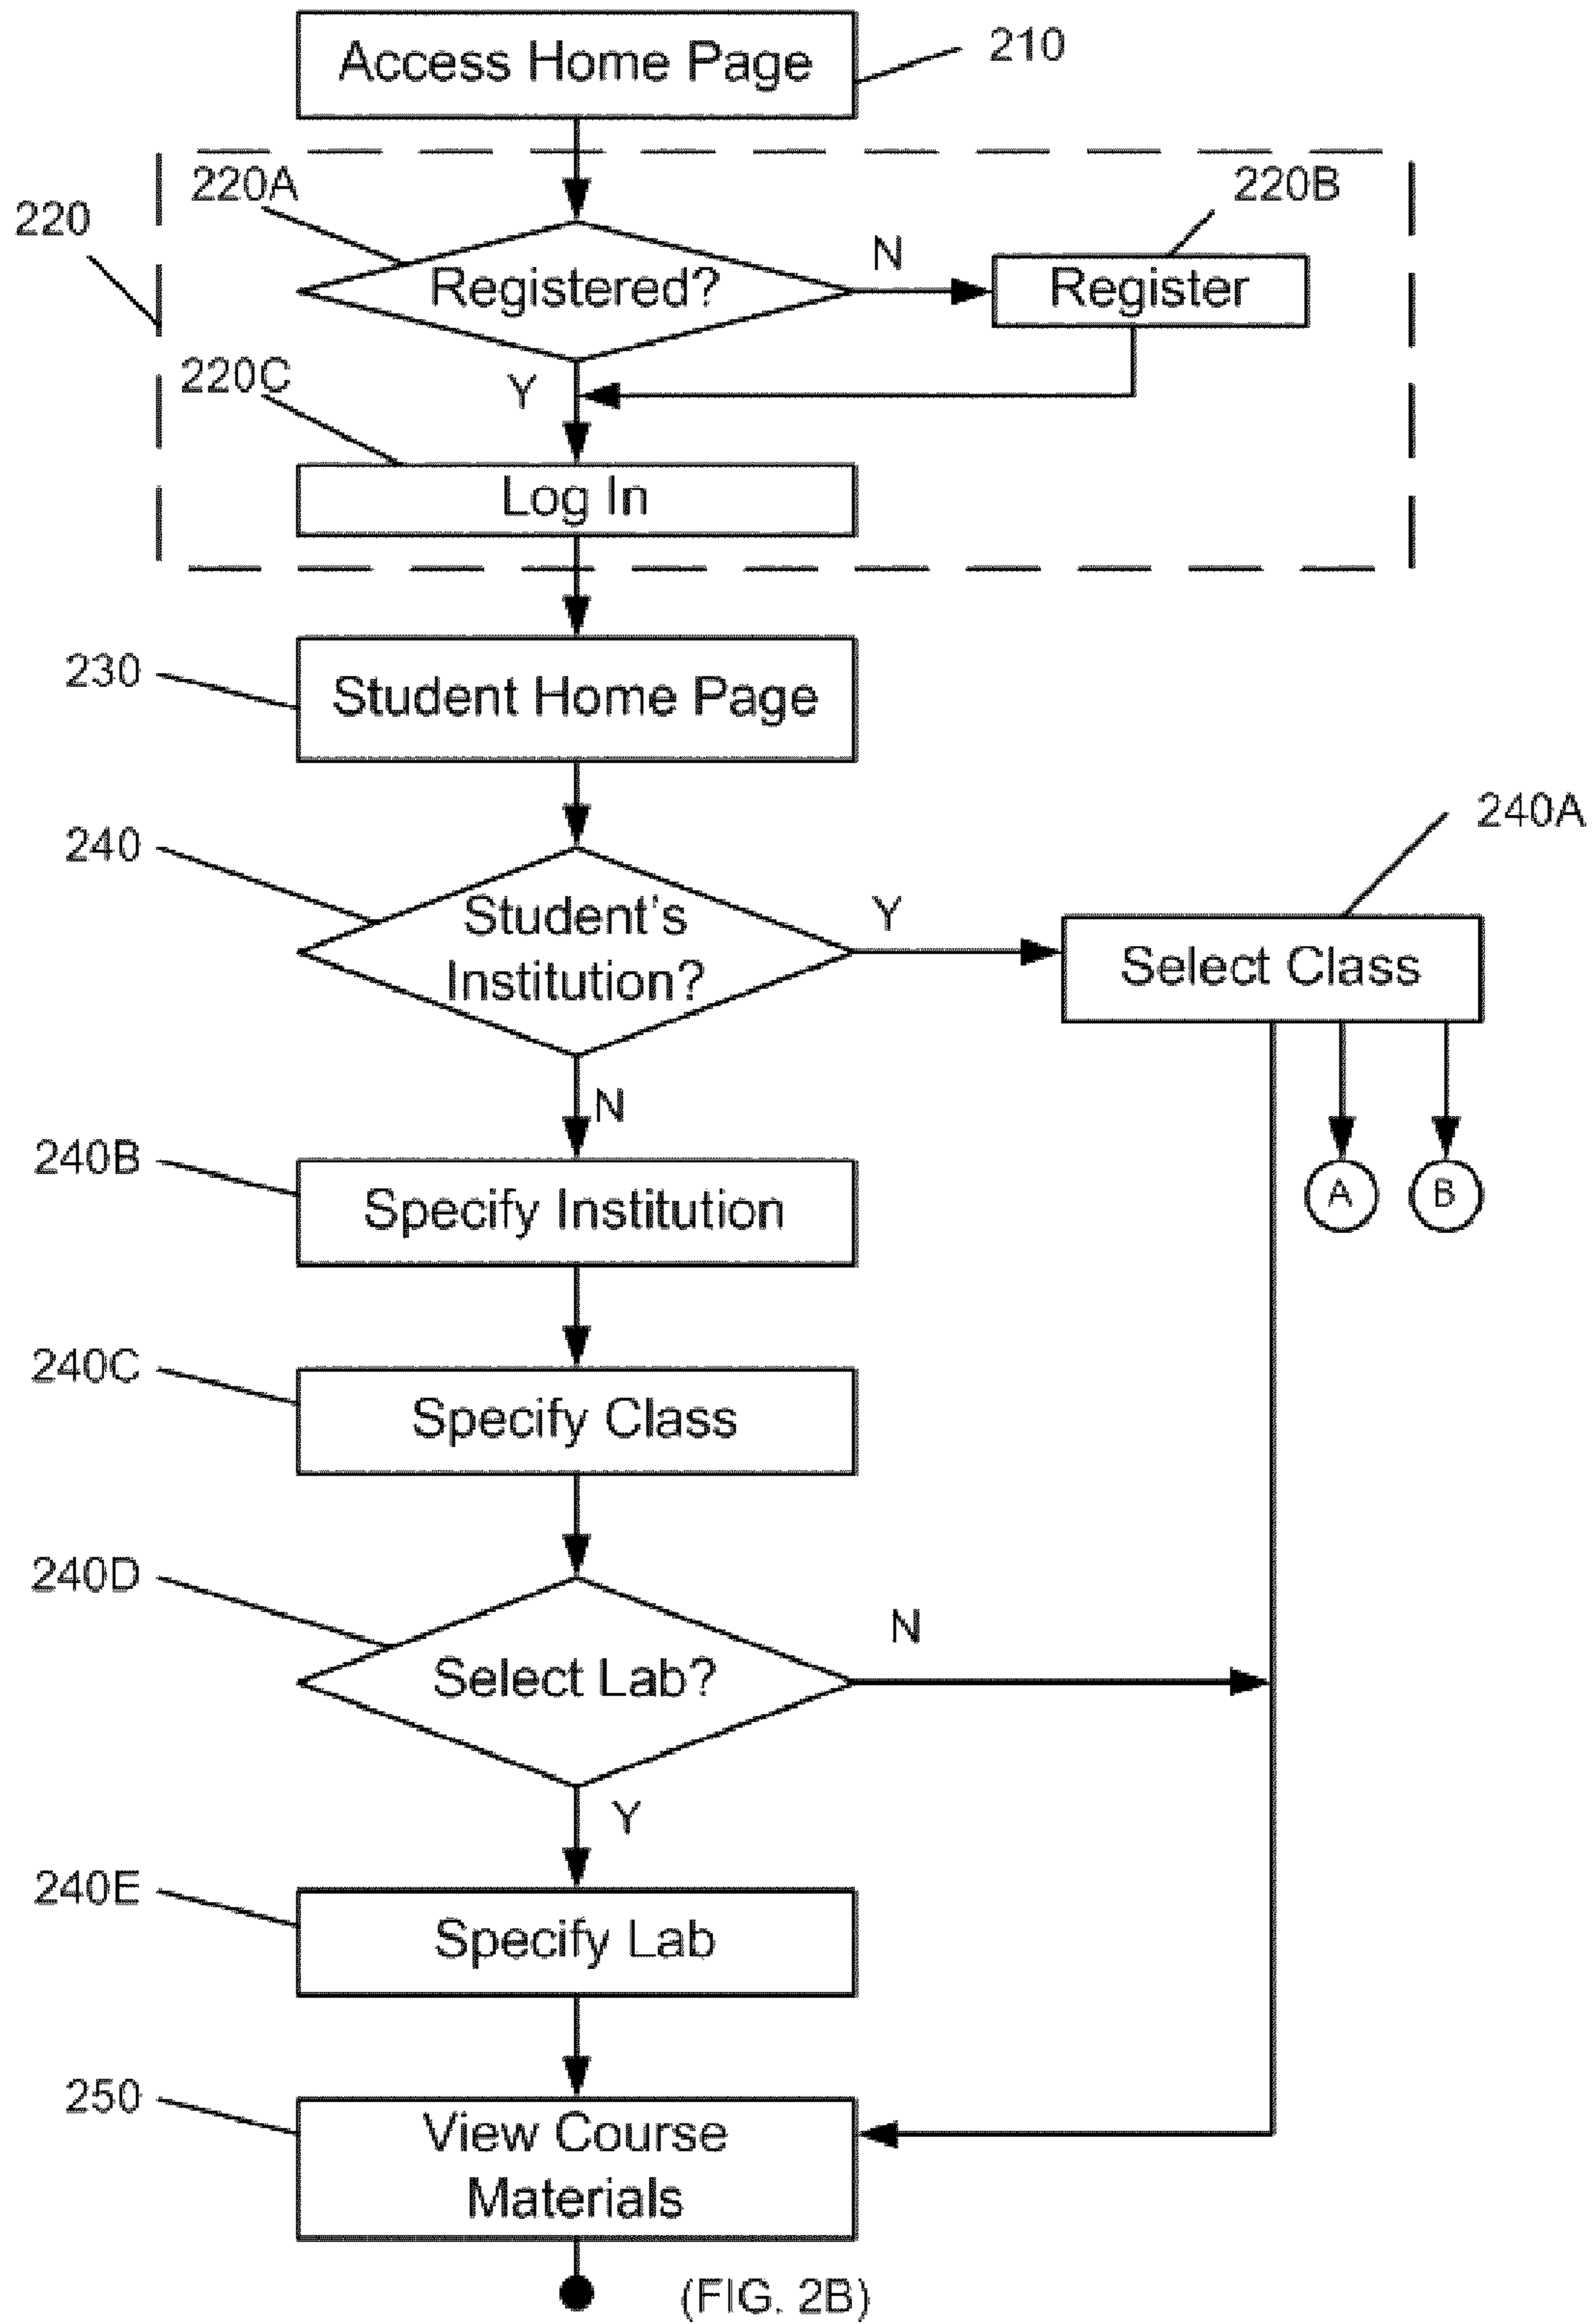 Access Home Page
210
220
220A
220B
Registered?
N
Register
220C
Y
Log In
230
Student Home Page
240
240A
Student's
Institution?
Y
Select Class
N
240B
Specify Institution
A
B
240C
Specify Class
240D
Select Lab?
N
Y
240E
Specify Lab
250
View Course
Materials
(FIG. 2B)